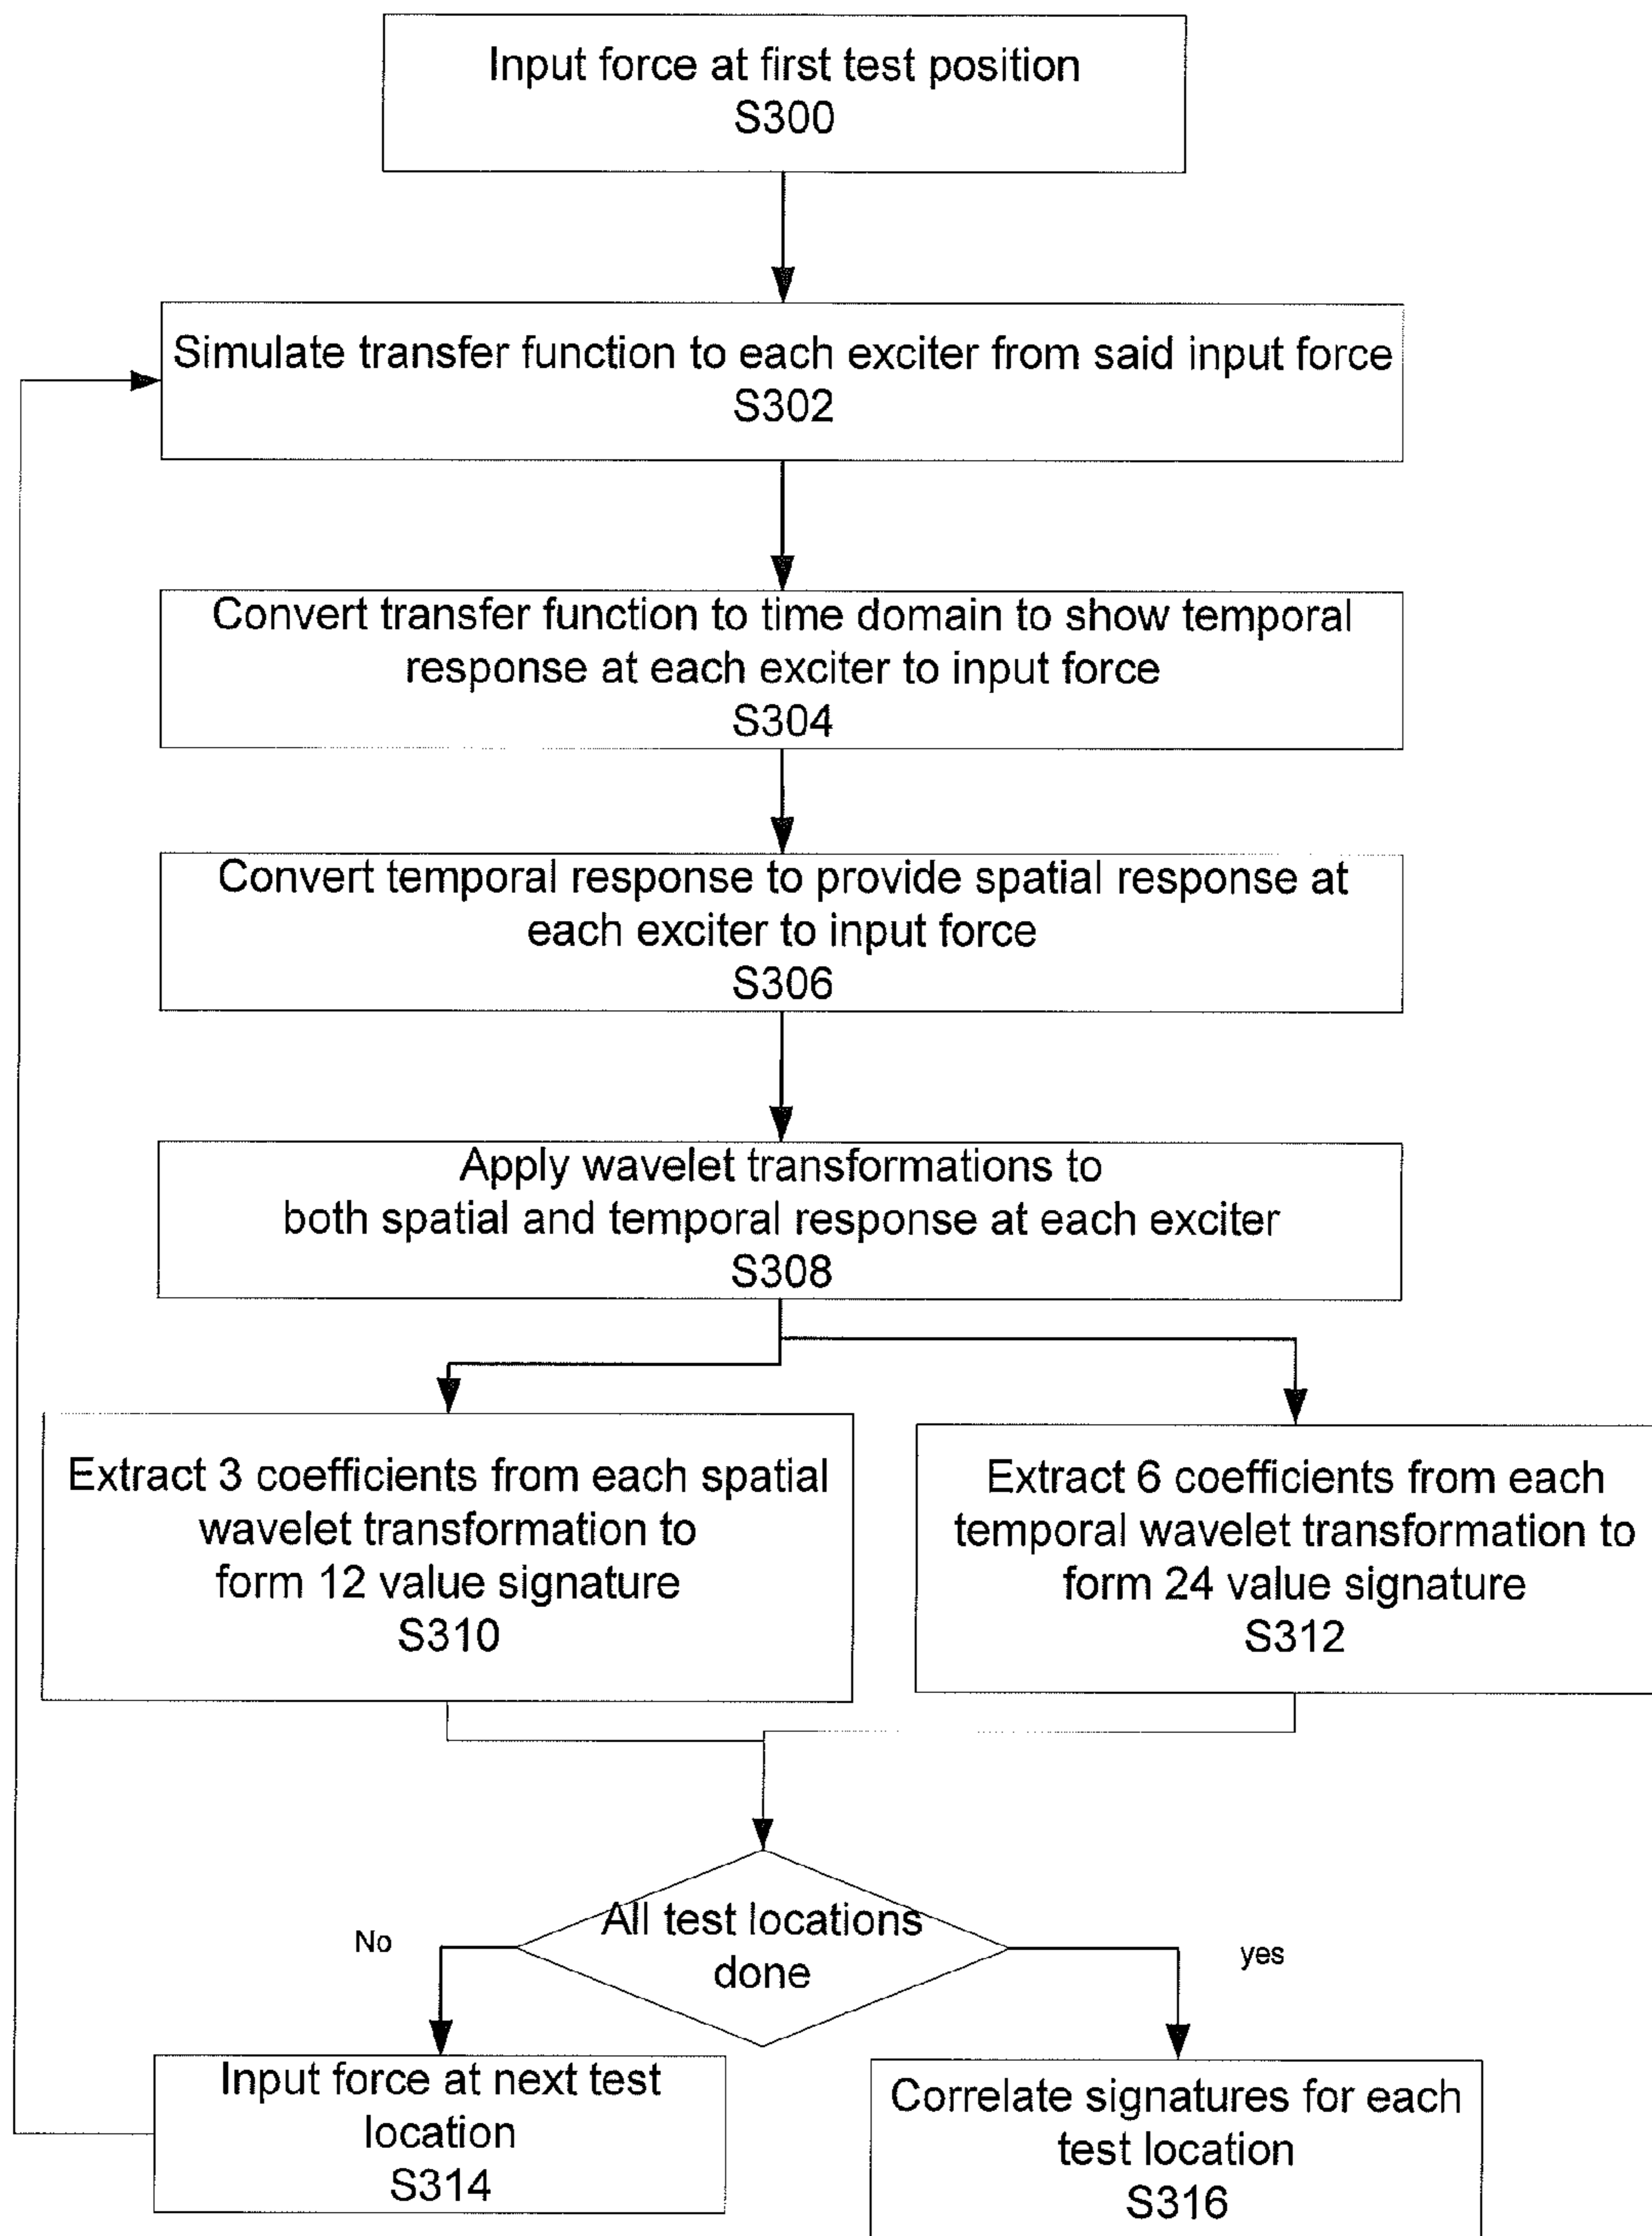 Input force at first test position
S300
Simulate transfer function to each exciter from said input force
S302
Convert transfer function to time domain to show temporal
response at each exciter to input force
S304
Convert temporal response to provide spatial response at
each exciter to input force
S306
Apply wavelet transformations to
both spatial and temporal response at each exciter
S308
Extract 3 coefficients from each spatial
wavelet transformation to
form 12 value signature
S310
Extract 6 coefficients from each
temporal wavelet transformation to
form 24 value signature
S312
All test locations
done
No
yes
Input force at next test
location
S314
Correlate signatures for each
test location
S316